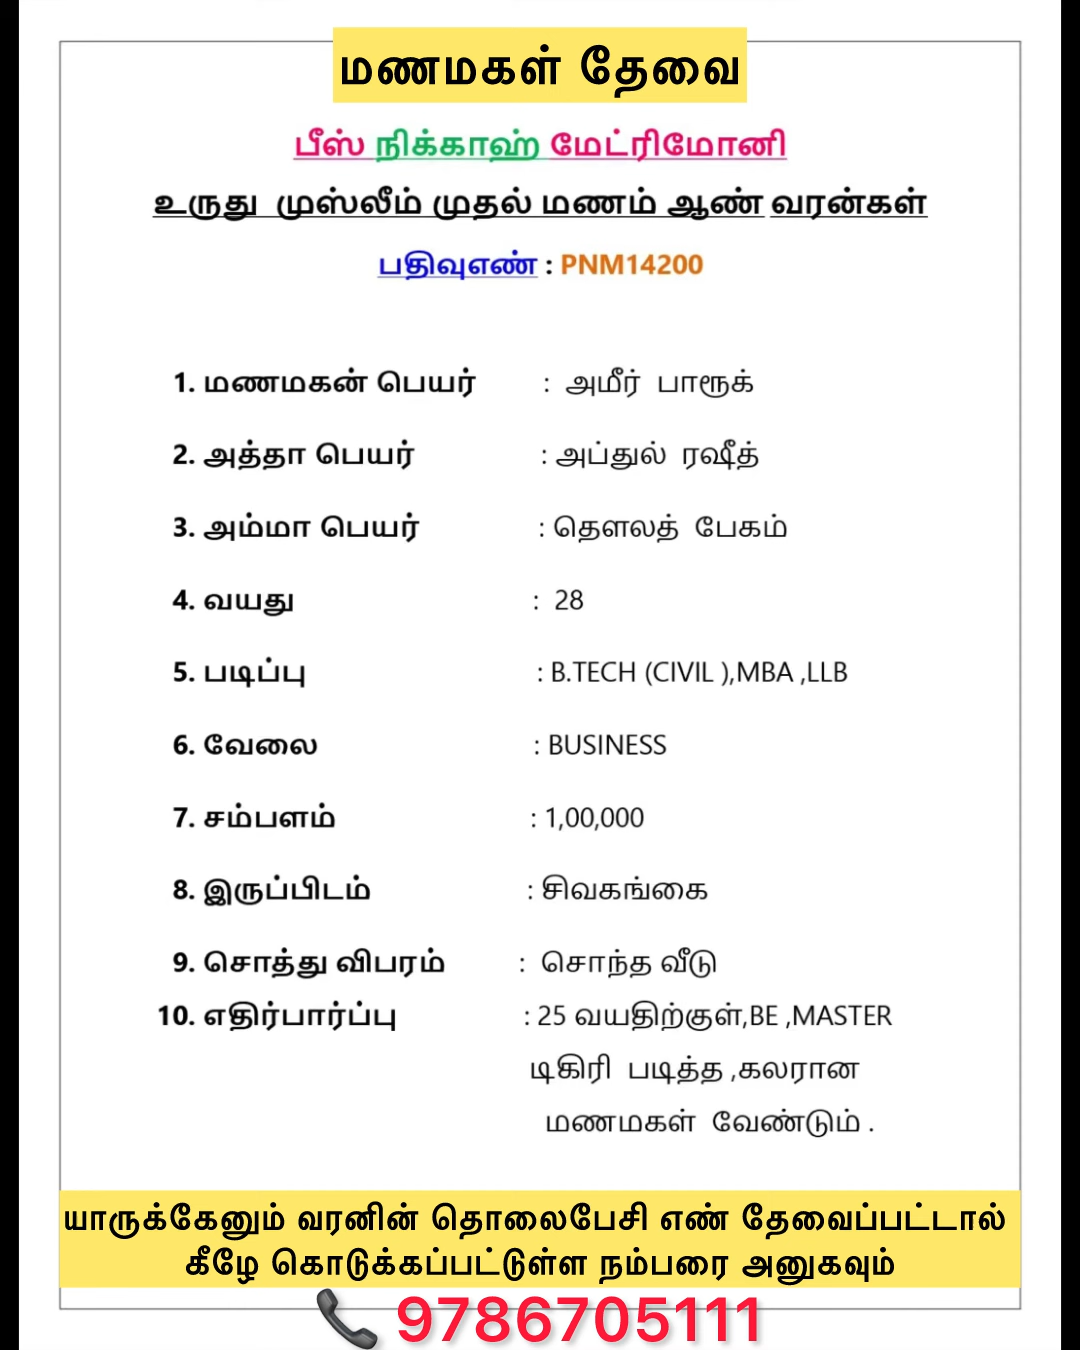 மணமகள் தேவை
பீஸ் நிக்காஹ் மேட்ரிமோனி
உருது முஸ்லீம் முதல் மணம் ஆண் வரன்கள்
பதிவுஎண் : PNM14200
1. மணமகன் பெயர் : அமீர் பாரூக்
2. அத்தா பெயர் : அப்துல் ரஷீத்
3. அம்மா பெயர் : தௌலத் பேகம்
4. வயது : 28
5. படிப்பு : B.TECH (CIVIL ),MBA ,LLB
6. வேலை : BUSINESS
7. சம்பளம் : 1,00,000
8. இருப்பிடம் : சிவகங்கை
9. சொத்து விபரம் : சொந்த வீடு
10. எதிர்பார்ப்பு : 25 வயதிற்குள்,BE ,MASTER
டிகிரி படித்த ,கலரான
மணமகள் வேண்டும் .
யாருக்கேனும் வரனின் தொலைபேசி எண் தேவைப்பட்டால்
கீழே கொடுக்கப்பட்டுள்ள நம்பரை அனுகவும்
9786705111